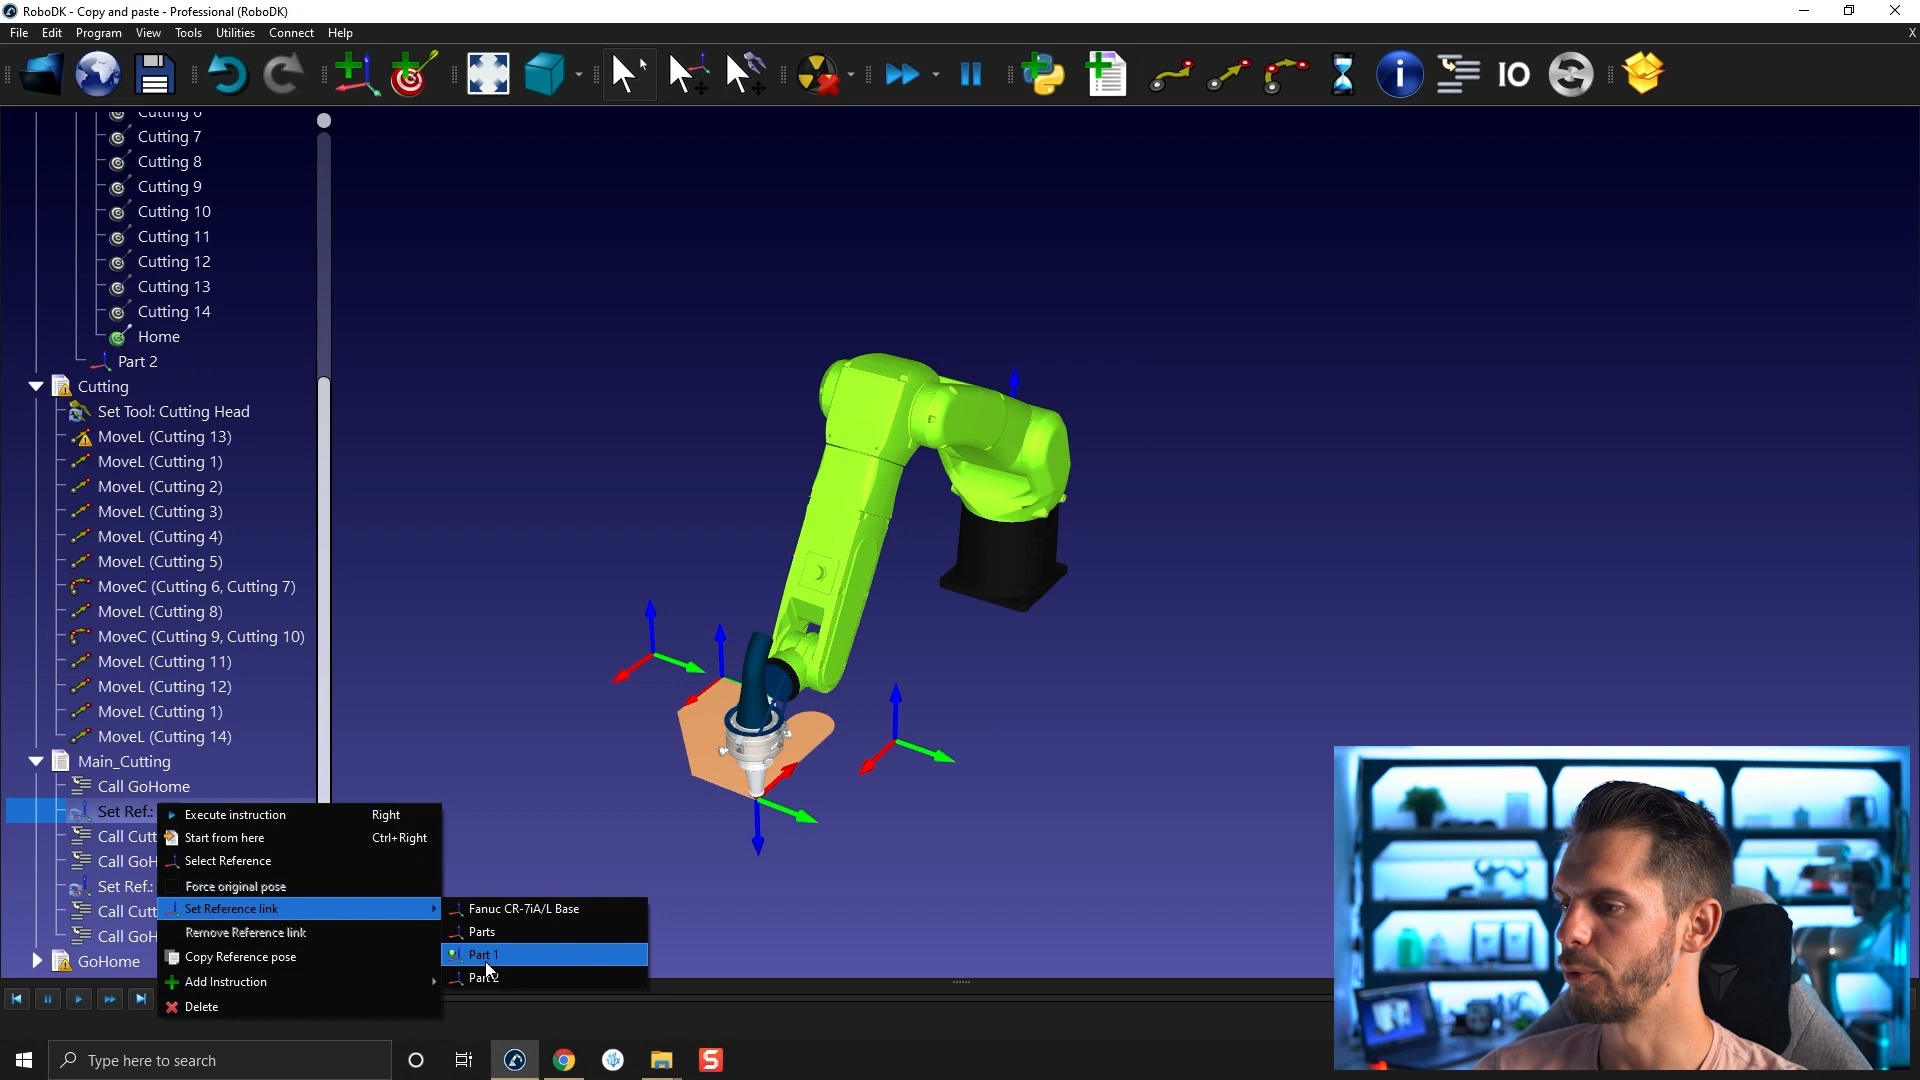 RoboDK - Copy and paste - Professional (RoboDK)
File Edit Program View Tools Utilities Connect Help X
IO
Cutting 6
Cutting 7
Cutting 8
Cutting 9
Cutting 10
Cutting 11
Cutting 12
Cutting 13
Cutting 14
Home
Part 2
Cutting
Set Tool: Cutting Head
MoveL (Cutting 13)
MoveL (Cutting 1)
MoveL (Cutting 2)
MoveL (Cutting 3)
MoveL (Cutting 4)
MoveL (Cutting 5)
MoveC (Cutting 6, Cutting 7)
MoveL (Cutting 8)
MoveC (Cutting 9, Cutting 10)
MoveL (Cutting 11)
MoveL (Cutting 12)
MoveL (Cutting 1)
MoveL (Cutting 14)
Main_Cutting
Call GoHome
Set Ref.:
Call Cutt
Call GoH
Set Ref.:
Call Cutt
Call GoH
GoHome
Execute instruction Right
Start from here Ctrl+Right
Select Reference
Force original pose
Set Reference link
Remove Reference link
Copy Reference pose
Add Instruction
Delete
Fanuc CR-7iA/L Base
Parts
Part 1
Part 2
Type here to search
S